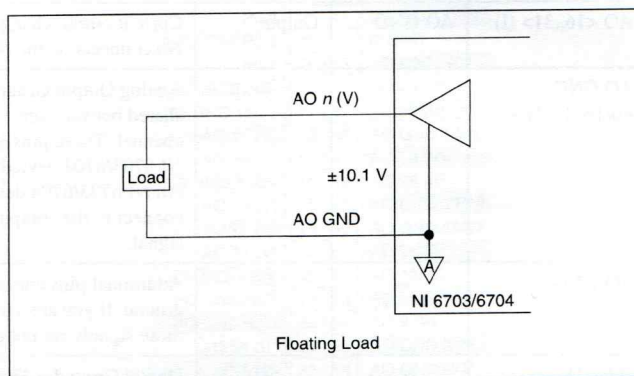 AO n (V)
Load
±10.1 V
AO GND
A
NI 6703/6704
Floating Load